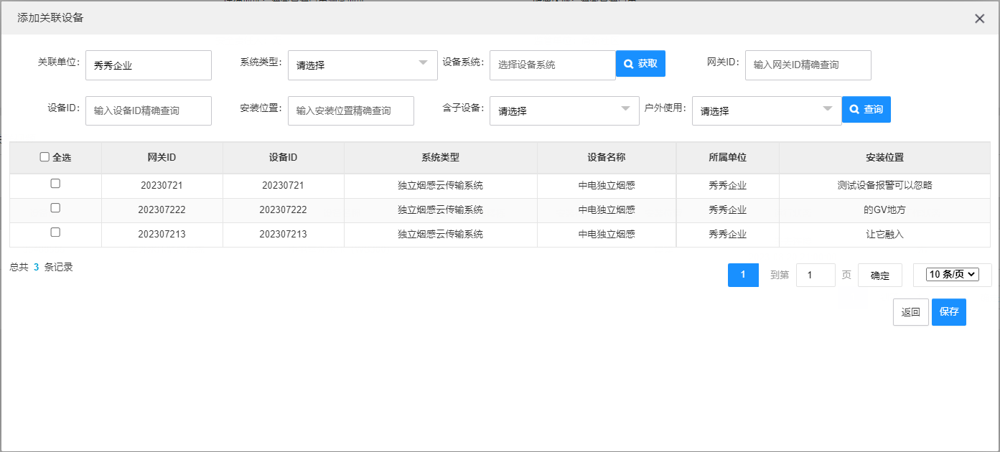 添加关联设备
关联单位： 秀秀企业 系统类型： 请选择 设备系统： 选择设备系统 获取 网关ID： 输入网关ID精确查询
设备ID： 输入设备ID精确查询 安装位置： 输入安装位置精确查询 含子设备： 请选择 户外使用： 请选择 查询
全选 网关ID 设备ID 系统类型 设备名称 所属单位 安装位置
20230721 20230721 独立烟感云传输系统 中电独立烟感 秀秀企业 测试设备报警可以忽略
202307222 202307222 独立烟感云传输系统 中电独立烟感 秀秀企业 的GV地方
202307213 202307213 独立烟感云传输系统 中电独立烟感 秀秀企业 让它融入
总共 3 条记录 1 到第 1 页 确定 10 条/页
返回 保存